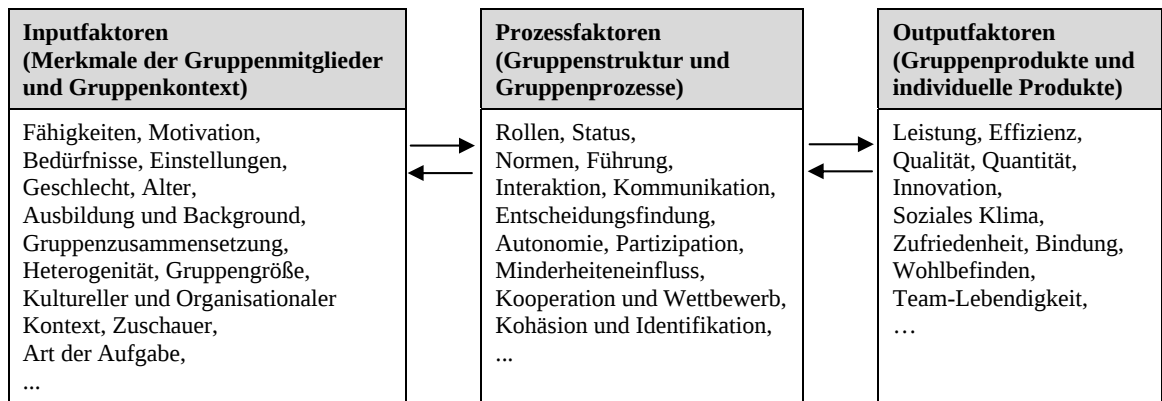 Inputfaktoren
(Merkmale der Gruppenmitglieder
und Gruppenkontext)
Fähigkeiten, Motivation,
Bedürfnisse, Einstellungen,
Geschlecht, Alter,
Ausbildung und Background,
Gruppenzusammensetzung,
Heterogenität, Gruppengröße,
Kultureller und Organisationaler
Kontext, Zuschauer,
Art der Aufgabe,
...
Prozessfaktoren
(Gruppenstruktur und
Gruppenprozesse)
Rollen, Status,
Normen, Führung,
Interaktion, Kommunikation,
Entscheidungsfindung,
Autonomie, Partizipation,
Minderheiteneinfluss,
Kooperation und Wettbewerb,
Kohäsion und Identifikation,
...
Outputfaktoren
(Gruppenprodukte und
individuelle Produkte)
Leistung, Effizienz,
Qualität, Quantität,
Innovation,
Soziales Klima,
Zufriedenheit, Bindung,
Wohlbefinden,
Team-Lebendigkeit,
…